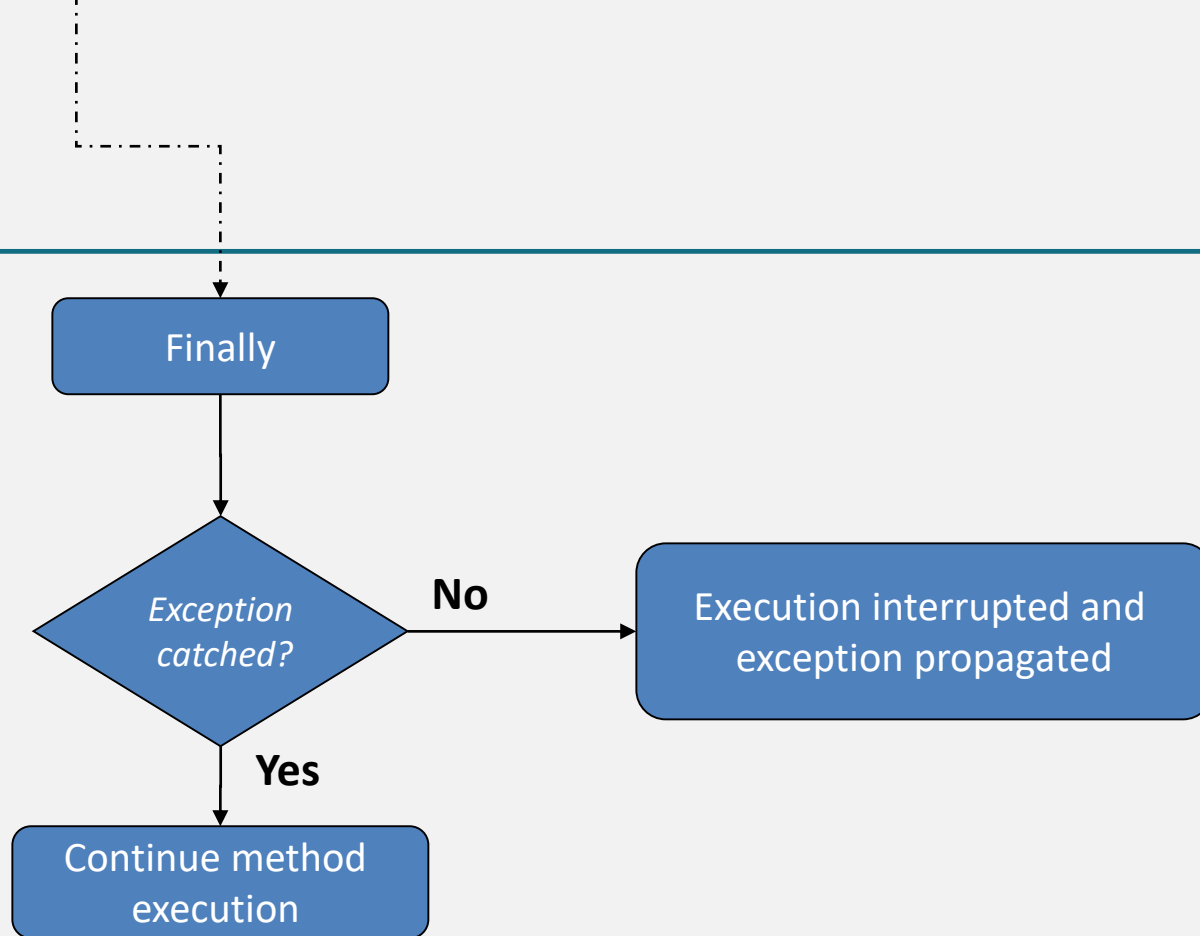 Finally
Exception
catched?
No
Execution interrupted and
exception propagated
Yes
Continue method
execution